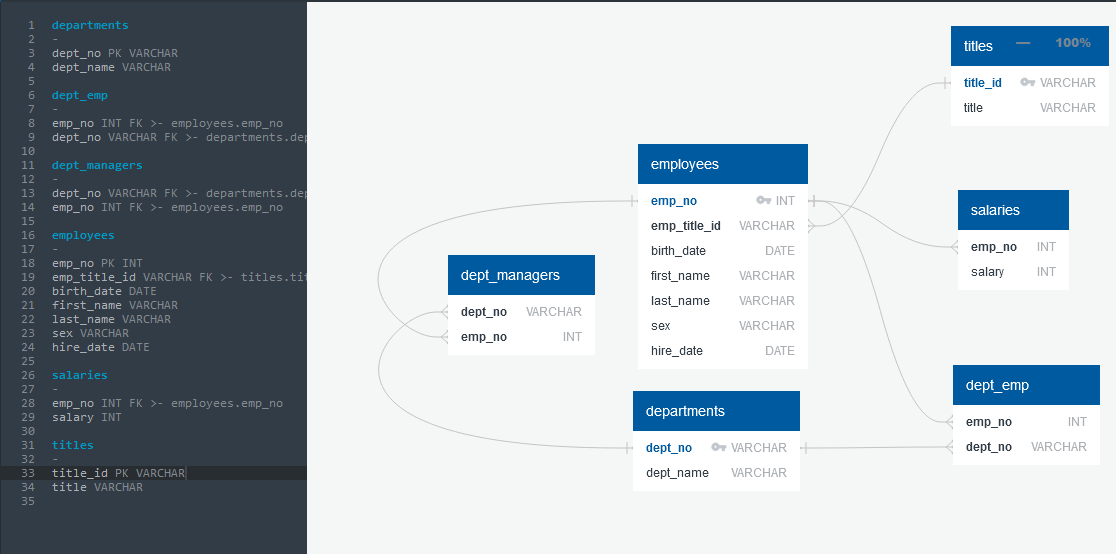 1 departments
2 -
3 dept_no PK VARCHAR
4 dept_name VARCHAR
5
6 dept_emp
7 -
8 emp_no INT FK >- employees.emp_no
9 dept_no VARCHAR FK >- departments.dep
10
11 dept_managers
12 -
13 dept_no VARCHAR FK >- departments.dep
14 emp_no INT FK >- employees.emp_no
15
16 employees
17 -
18 emp_no PK INT
19 emp_title_id VARCHAR FK >- titles.tit
20 birth_date DATE
21 first_name VARCHAR
22 last_name VARCHAR
23 sex VARCHAR
24 hire_date DATE
25
26 salaries
27 -
28 emp_no INT FK >- employees.emp_no
29 salary INT
30
31 titles
32 -
33 title_id PK VARCHAR
34 title VARCHAR
35
titles — 100%
title_id VARCHAR
title VARCHAR
employees
emp_no INT
emp_title_id VARCHAR
birth_date DATE
first_name VARCHAR
last_name VARCHAR
sex VARCHAR
hire_date DATE
salaries
emp_no INT
salary INT
dept_managers
dept_no VARCHAR
emp_no INT
departments
dept_no VARCHAR
dept_name VARCHAR
dept_emp
emp_no INT
dept_no VARCHAR